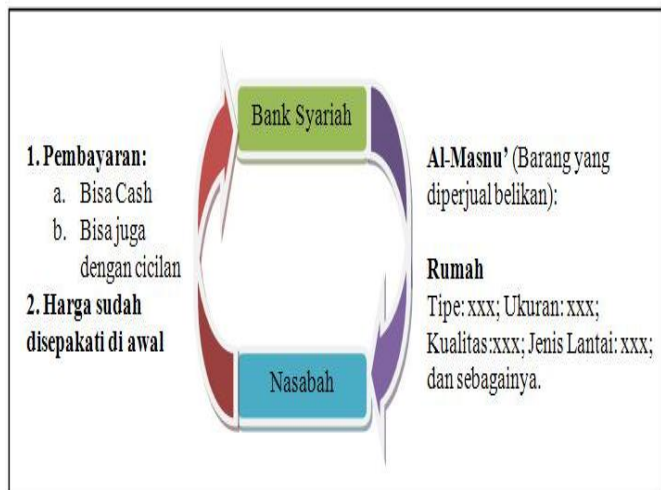 Bank Syariah
1. Pembayaran:
a. Bisa Cash
b. Bisa juga
dengan cicilan
2. Harga sudah
disepakati di awal
Al-Masnu' (Barang yang
diperjual belikan):
Rumah
Tipe: xxx; Ukuran: xxx;
Kualitas:xxx; Jenis Lantai: xxx;
dan sebagainya.
Nasabah